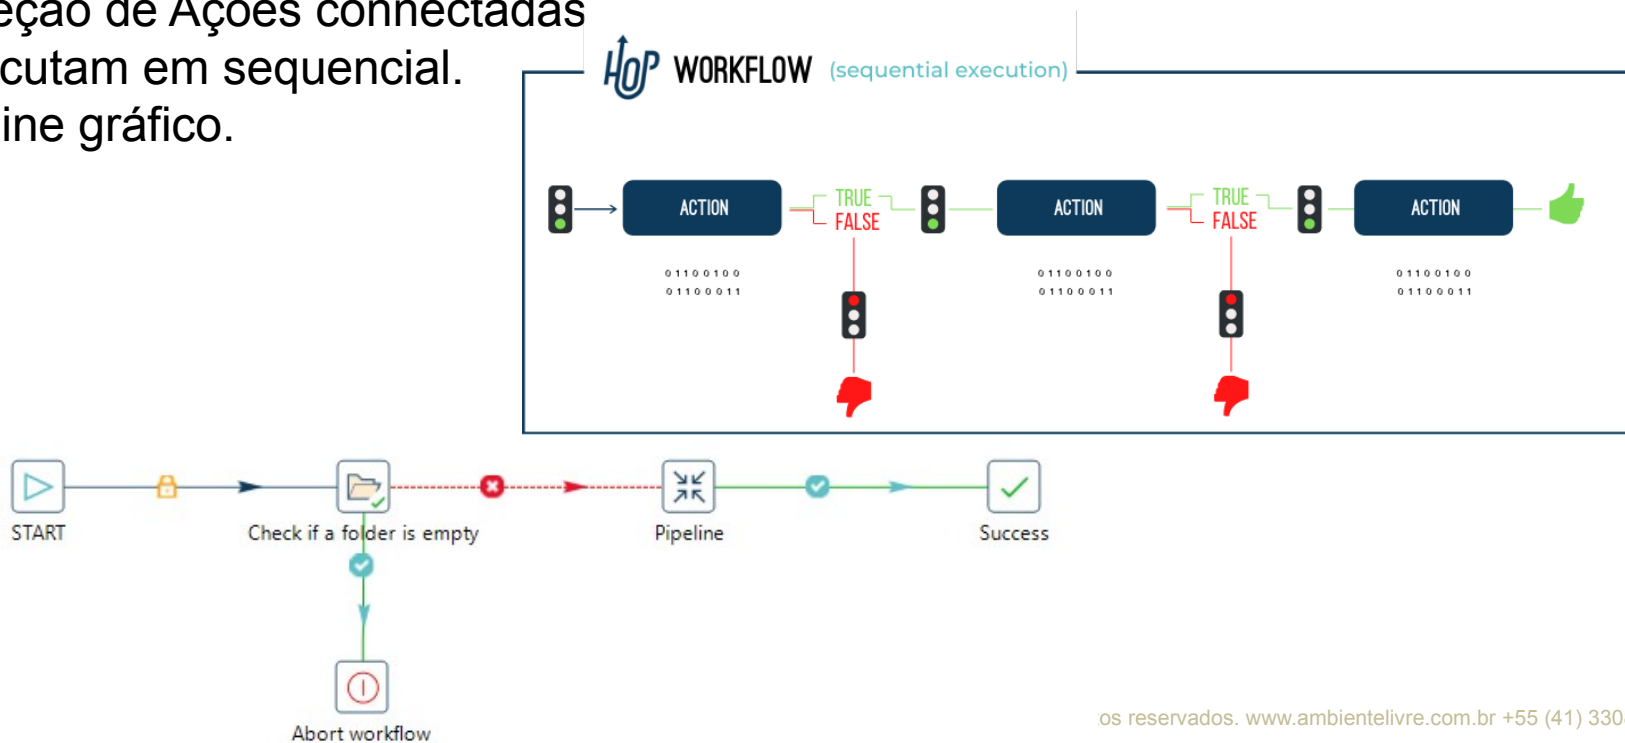 eção de Ações connectadas
cutam em sequencial.
ine gráfico.
HOP WORKFLOW (sequential execution)
ACTION TRUE FALSE ACTION TRUE FALSE ACTION
01100100 01100100 01100100
01100011 01100011 01100011
START Check if a folder is empty Pipeline Success
Abort workflow
os reservados. www.ambientelivre.com.br +55 (41) 330